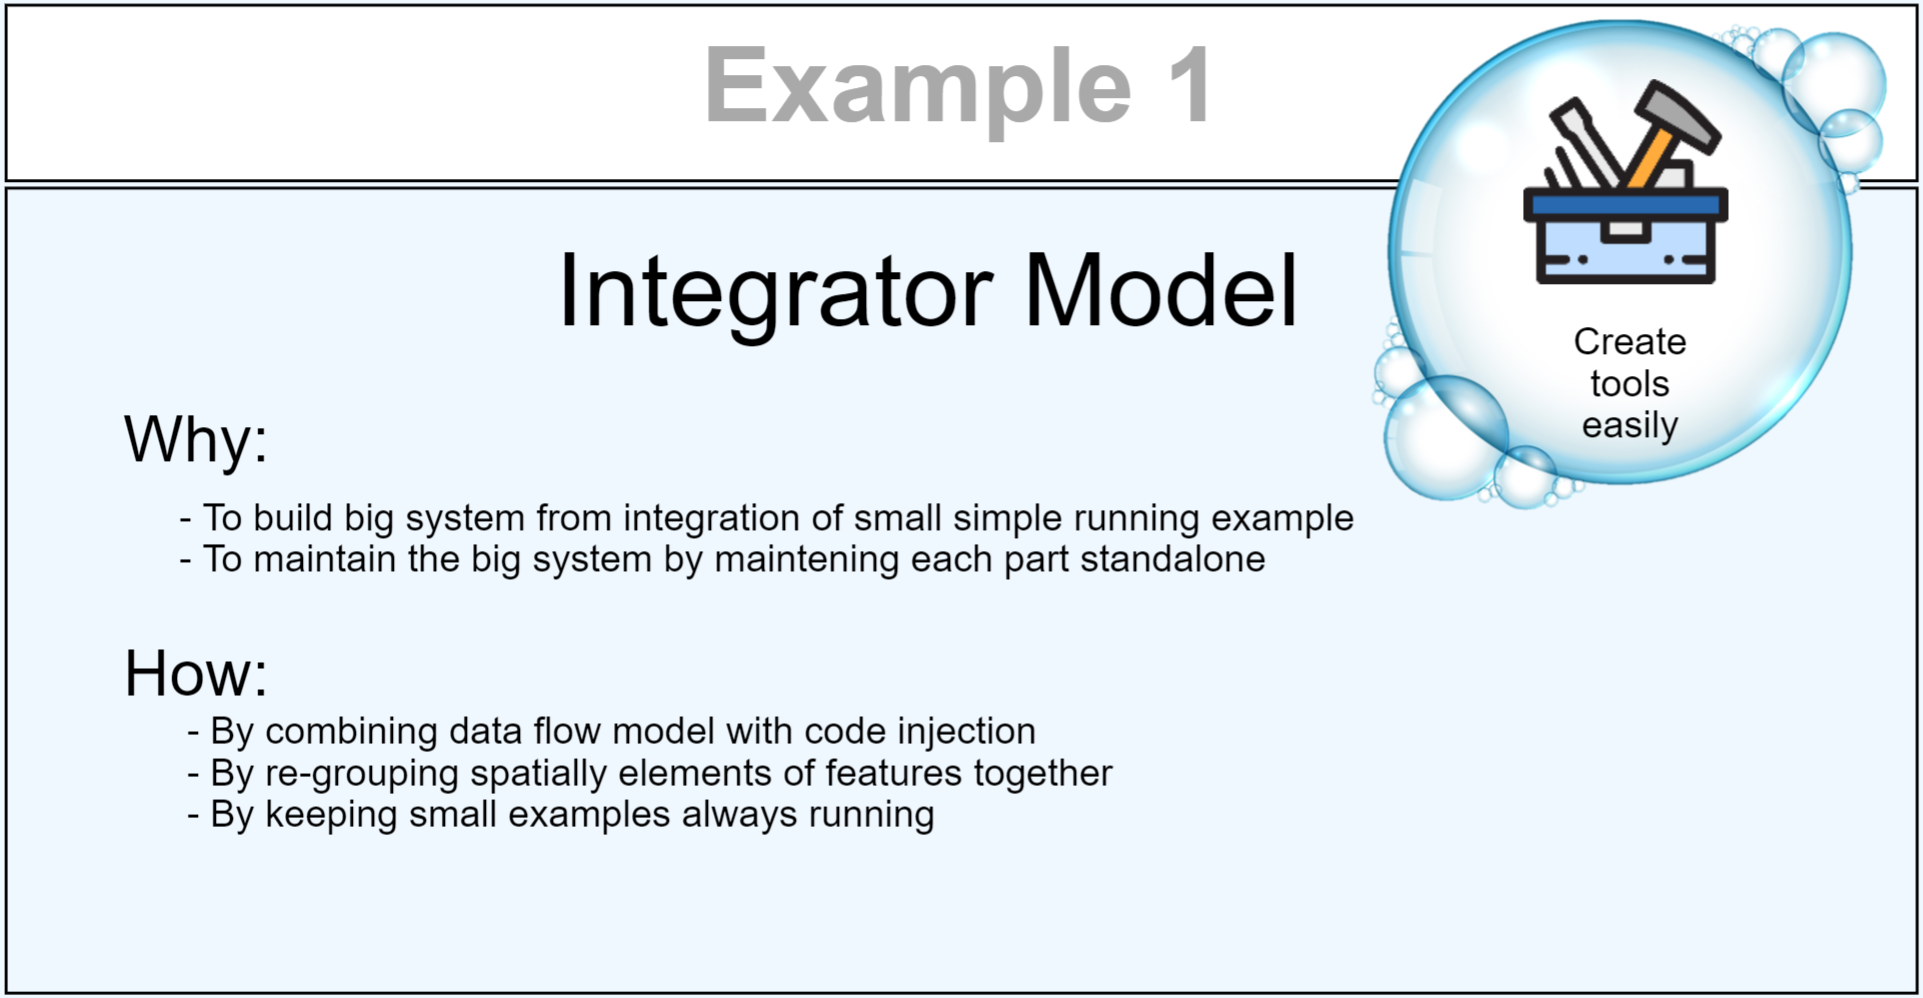 Example 1
Integrator Model
Create
tools
easily
Why:
- To build big system from integration of small simple running example
- To maintain the big system by maintening each part standalone
How:
- By combining data flow model with code injection
- By re-grouping spatially elements of features together
- By keeping small examples always running